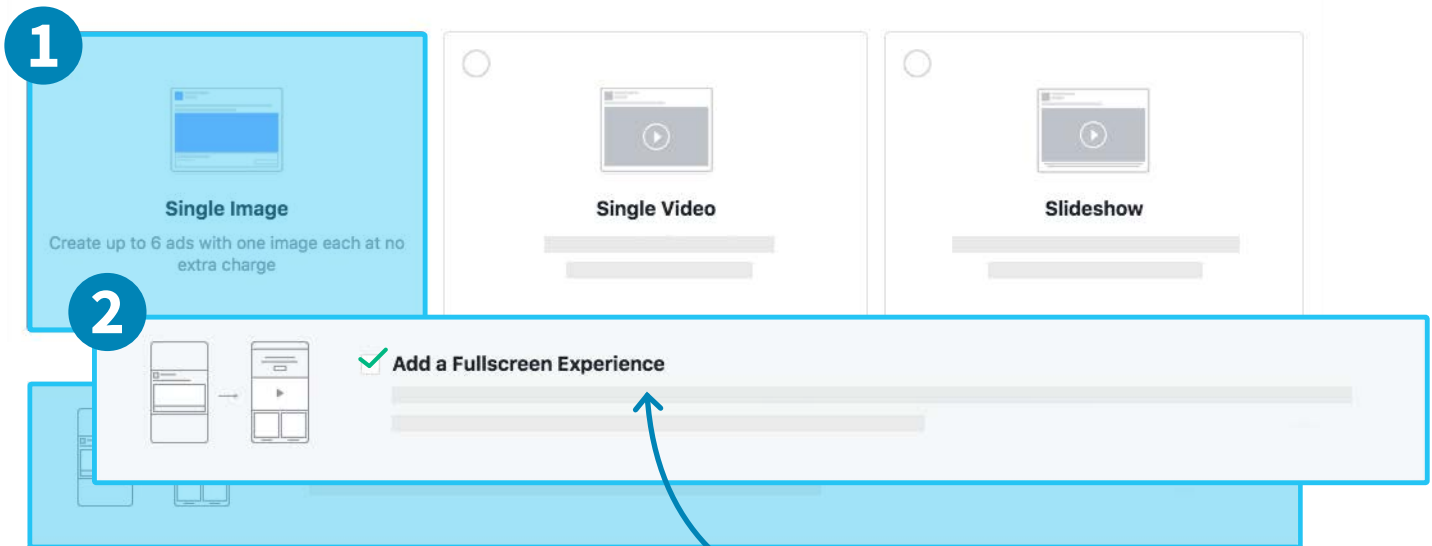 1
Single Image
Create up to 6 ads with one image each at no
extra charge
Single Video
Slideshow
2
Add a Fullscreen Experience